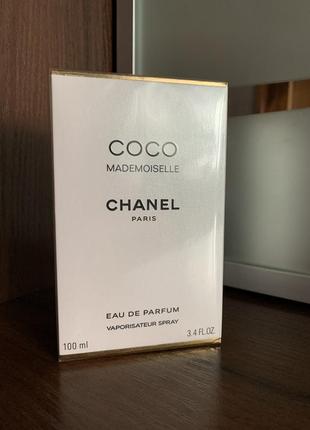 COCO
MADEMOISELLE
CHANEL
PARIS
EAU DE PARFUM
VAPORISATEUR SPRAY
100 ml 3.4 FL.OZ.